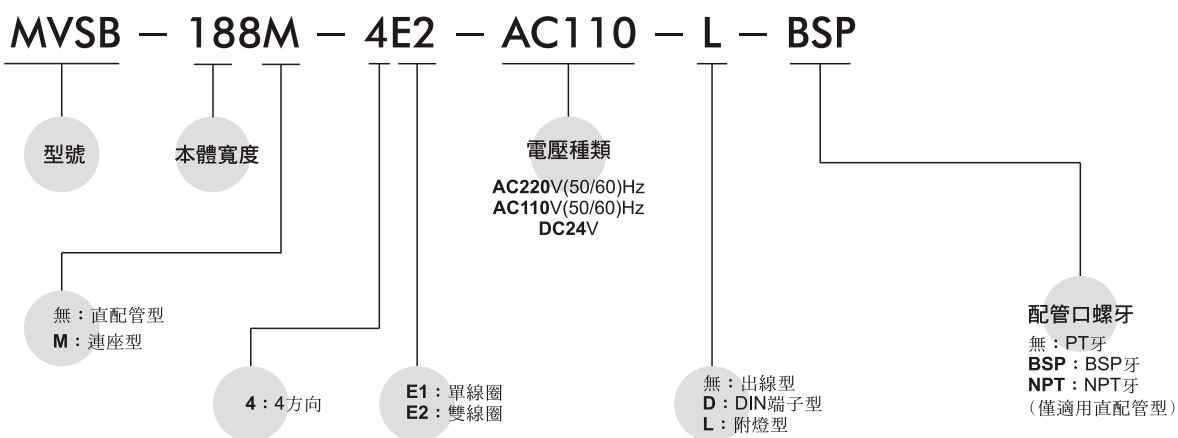 MVSB － 188M － 4E2 － AC110 － L － BSP
型號
本體寬度
電壓種類
AC220V(50/60)Hz
AC110V(50/60)Hz
DC24V
無：直配管型
M：連座型
4：4方向
E1：單線圈
E2：雙線圈
無：出線型
D：DIN端子型
L：附燈型
配管口螺牙
無：PT牙
BSP：BSP牙
NPT：NPT牙
(僅適用直配管型)